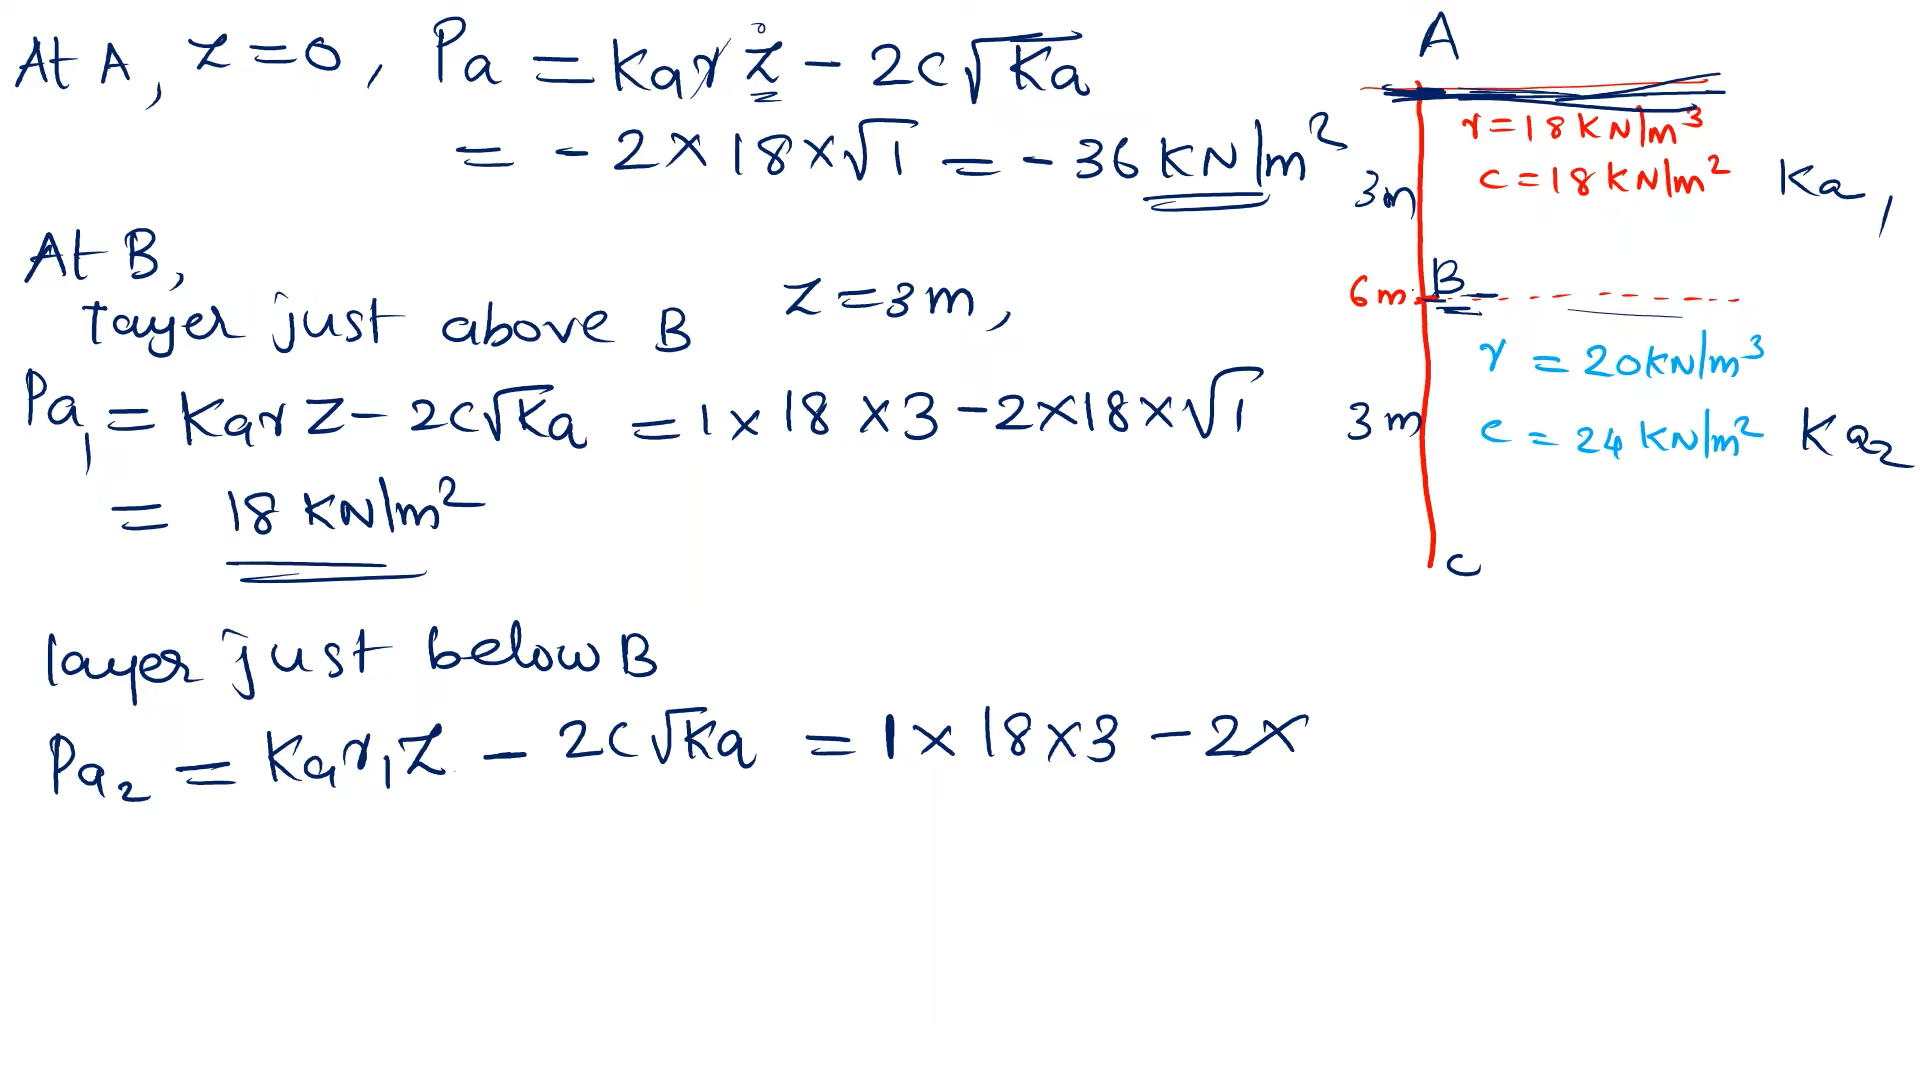 At A, z = 0, Pa = Kaγz - 2c√Ka
= - 2 × 18 × √1 = - 36 KN/m²
At B,
layer just above B z = 3m,
Pa₁ = Kaγz - 2c√Ka = 1 × 18 × 3 - 2×18×√1
= 18 KN/m²
layer just below B
Pa₂ = Kaγ₁z - 2c√Ka = 1 × 18 × 3 - 2×
A
γ = 18 KN/m³
c = 18 KN/m²
Ka₁
3m
B
6m
γ = 20KN/m³
3m
c = 24 KN/m²
Ka₂
C